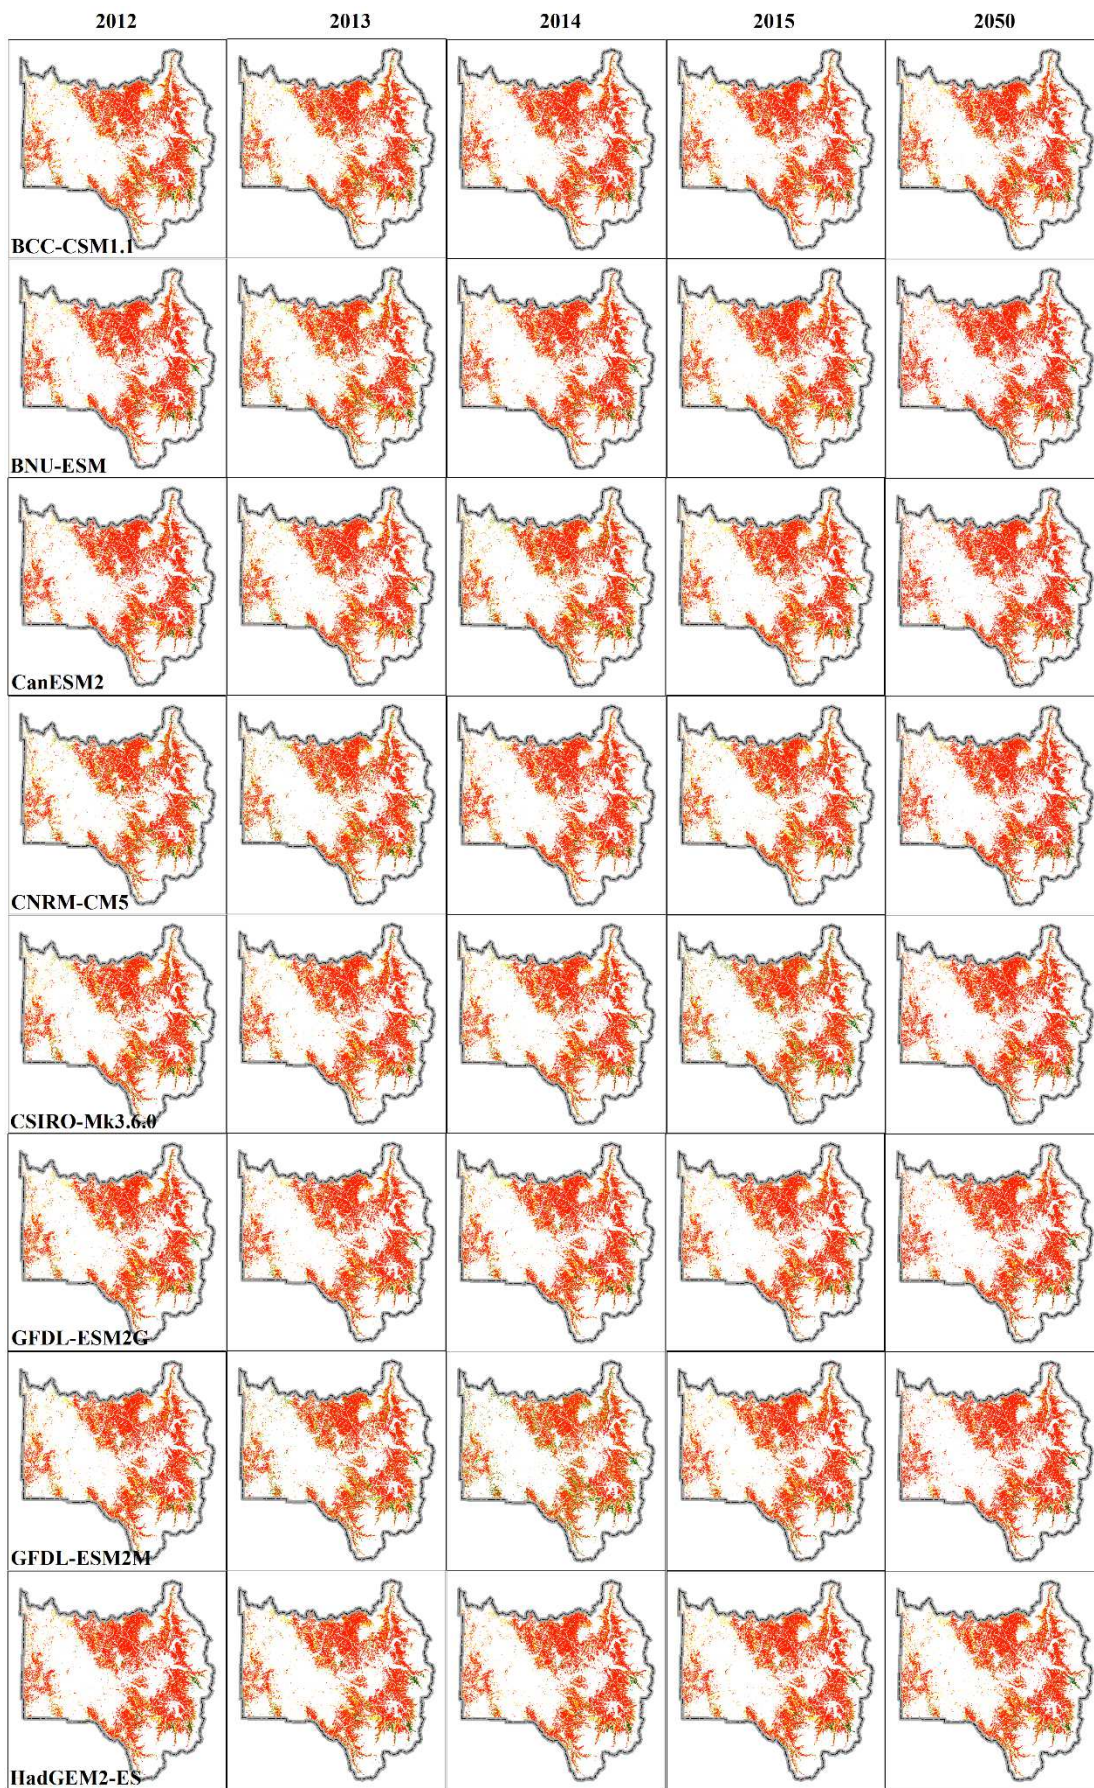 2012 2013 2014 2015 2050
BCC-CSM1.1
BNU-ESM
CanESM2
CNRM-CM5
CSIRO-Mk3.6.0
GFDL-ESM2G
GFDL-ESM2M
HadGEM2-ES